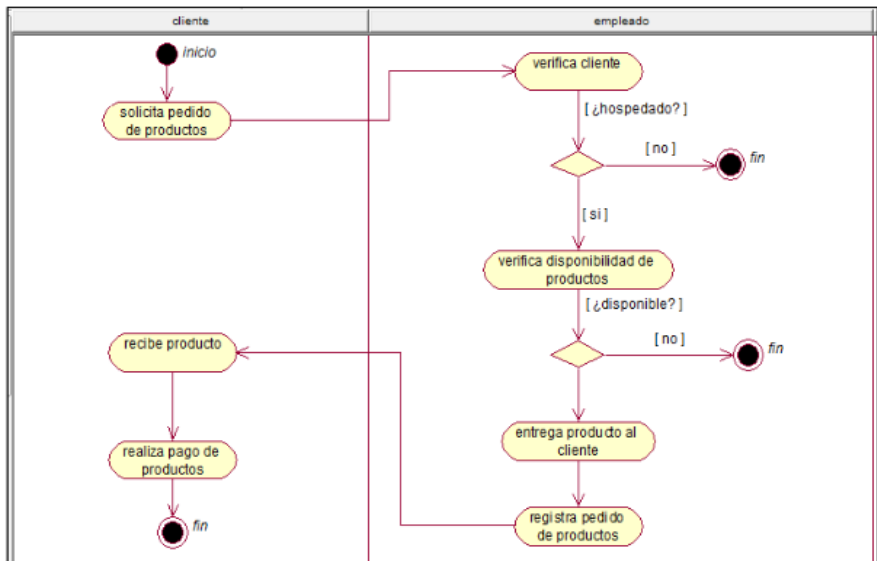 cliente
empleado
inicio
solicita pedido
de productos
verifica cliente
[ ¿hospedado? ]
[ no ]
fin
[ si ]
verifica disponibilidad de
productos
[ ¿disponible? ]
[ no ]
fin
entrega producto al
cliente
registra pedido
de productos
recibe producto
realiza pago de
productos
fin